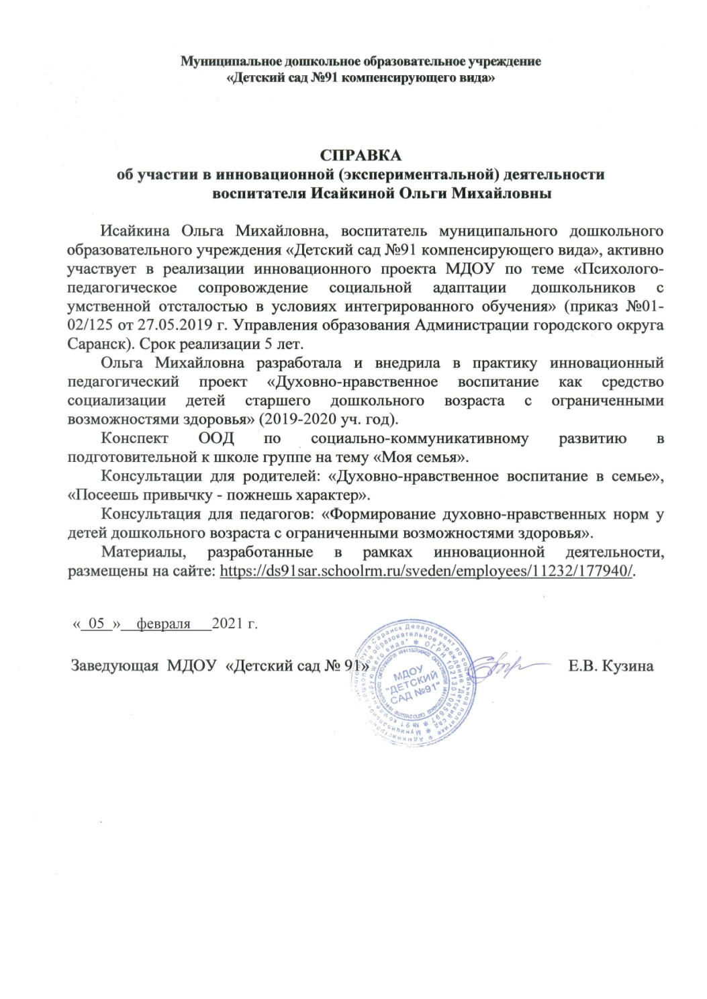 Муниципальное дошкольное образовательное учреждение
«Детский сад №91 компенсирующего вида»
СПРАВКА
об участии в инновационной (экспериментальной) деятельности
воспитателя Исайкиной Ольги Михайловны
Исайкина Ольга Михайловна, воспитатель муниципального дошкольного
образовательного учреждения «Детский сад №91 компенсирующего вида», активно
участвует в реализации инновационного проекта МДОУ по теме «Психолого-
педагогическое сопровождение социальной адаптации дошкольников с
умственной отсталостью в условиях интегрированного обучения» (приказ №01-
02/125 от 27.05.2019 г. Управления образования Администрации городского округа
Саранск). Срок реализации 5 лет.
Ольга Михайловна разработала и внедрила в практику инновационный
педагогический проект «Духовно-нравственное воспитание как средство
социализации детей старшего дошкольного возраста с ограниченными
возможностями здоровья» (2019-2020 уч. год).
Конспект ООД по социально-коммуникативному развитию в
подготовительной к школе группе на тему «Моя семья».
Консультации для родителей: «Духовно-нравственное воспитание в семье»,
«Посеешь привычку - пожнешь характер».
Консультация для педагогов: «Формирование духовно-нравственных норм у
детей дошкольного возраста с ограниченными возможностями здоровья».
Материалы, разработанные в рамках инновационной деятельности,
размещены на сайте: https://ds91sar.schoolrm.ru/sveden/employees/11232/177940/.
«_05_»__февраля___2021 г.
Заведующая МДОУ «Детский сад № 91» Е.В. Кузина
МДОУ
"ДЕТСКИЙ
САД №91"